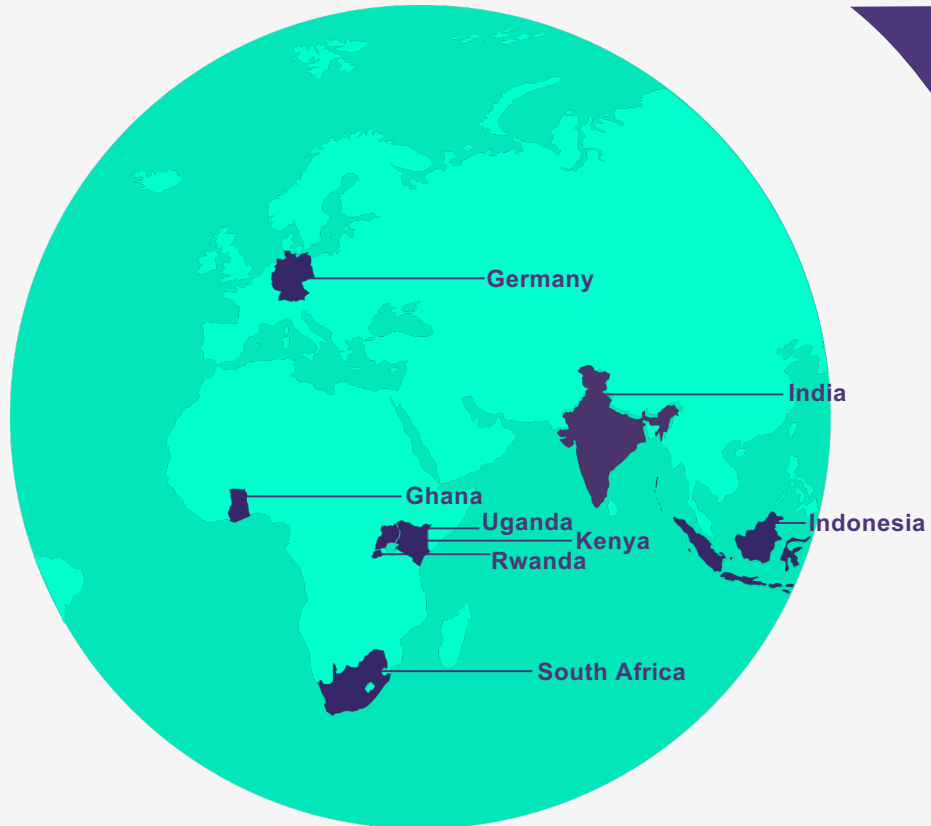 Germany
India
Ghana
Uganda
Indonesia
Kenya
Rwanda
South Africa